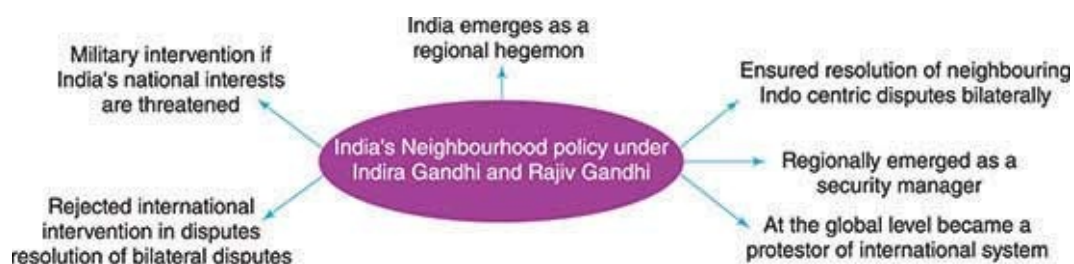 India emerges as a
regional hegemon
Military intervention if
India's national interests
are threatened
Ensured resolution of neighbouring
Indo centric disputes bilaterally
India's Neighbourhood policy under
Indira Gandhi and Rajiv Gandhi
Regionally emerged as a
security manager
Rejected international
intervention in disputes
resolution of bilateral disputes
At the global level became a
protestor of international system